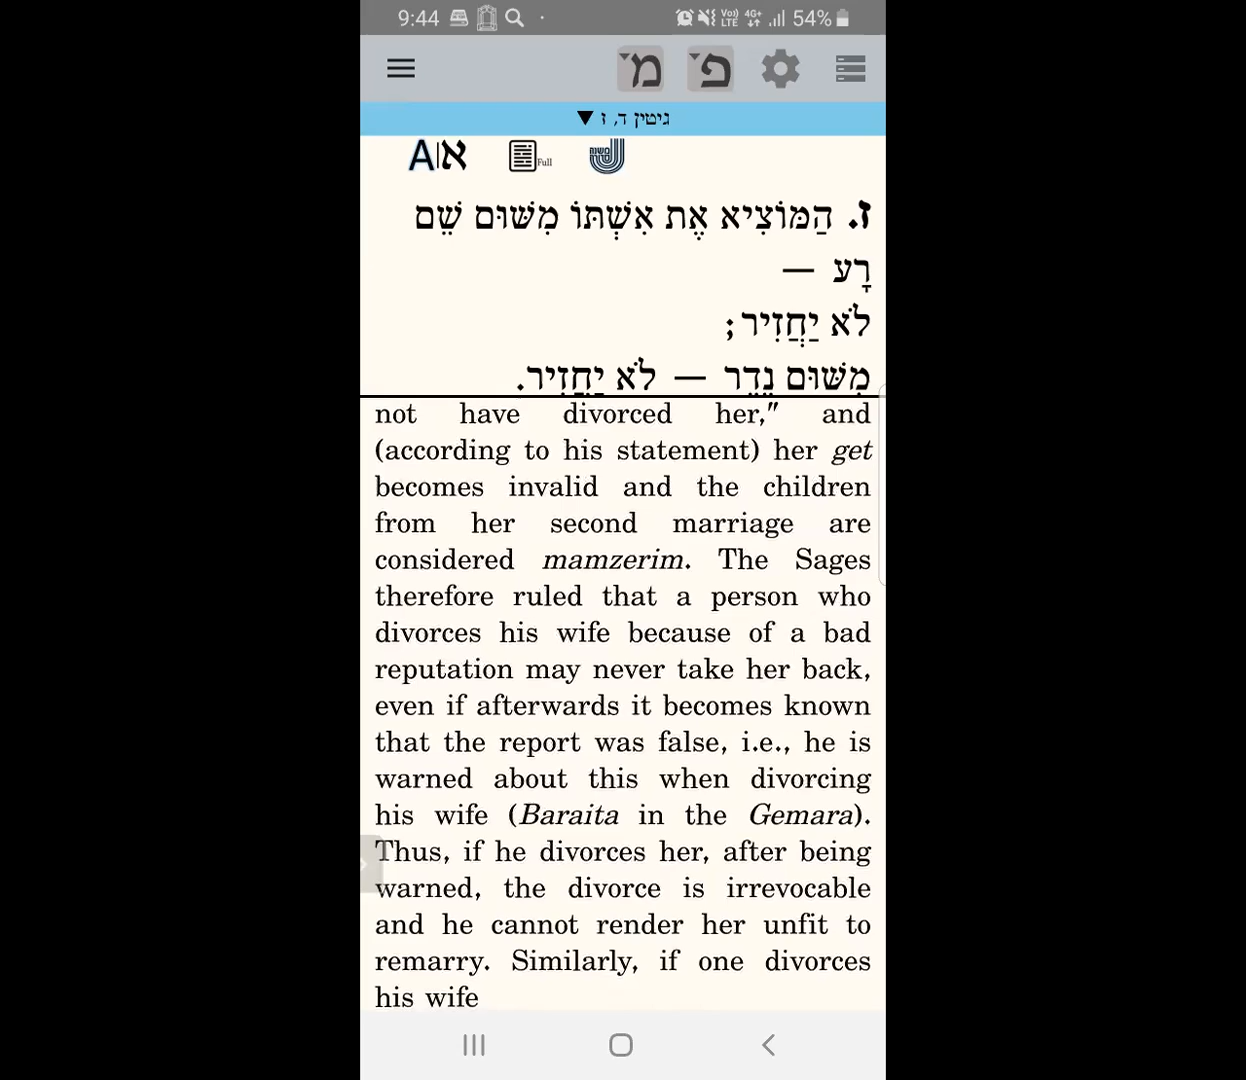 9:44
Vo)) LTE 4G+ 54%
מ פ
גיטין ד, ז ▼
A|א Full משנה
ז. הַמּוֹצִיא אֶת אִשְׁתּוֹ מִשּׁוּם שֵׁם
רָע —
לֹא יַחֲזִיר;
מִשּׁוּם נֶדֶר — לֹא יַחֲזִיר.
not have divorced her,” and
(according to his statement) her get
becomes invalid and the children
from her second marriage are
considered mamzerim. The Sages
therefore ruled that a person who
divorces his wife because of a bad
reputation may never take her back,
even if afterwards it becomes known
that the report was false, i.e., he is
warned about this when divorcing
his wife (Baraita in the Gemara).
Thus, if he divorces her, after being
warned, the divorce is irrevocable
and he cannot render her unfit to
remarry. Similarly, if one divorces
his wife